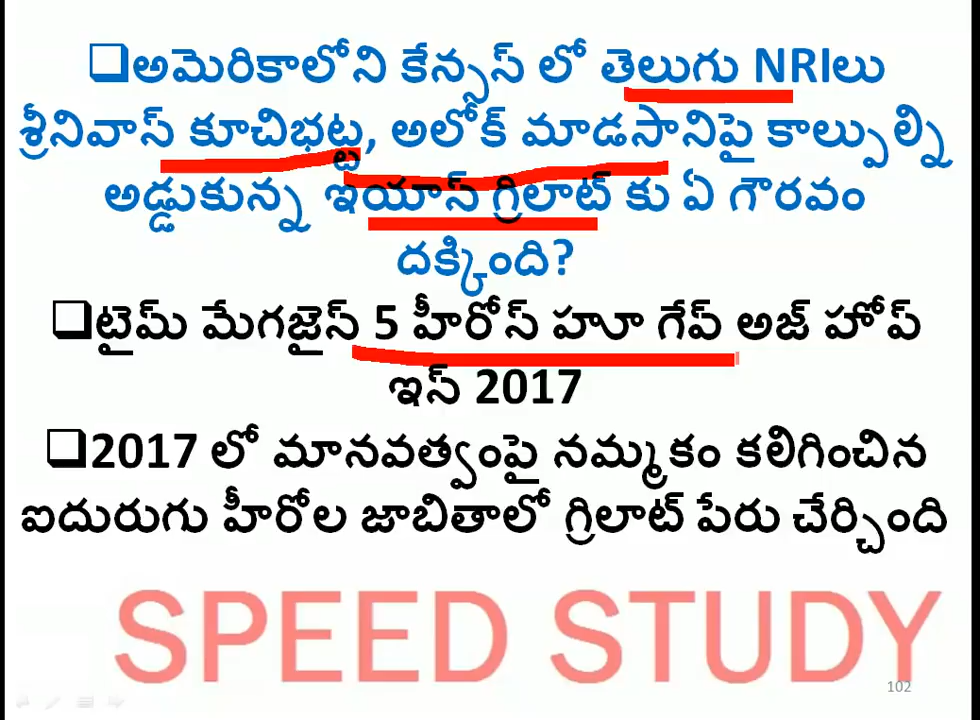 ❑అమెరికాలోని కేన్సస్ లో తెలుగు NRIలు
శ్రీనివాస్ కూచిభట్ట, అలోక్ మాడసానిపై కాల్పుల్ని
అడ్డుకున్న ఇయాన్ గ్రిలాట్ కు ఏ గౌరవం
దక్కింది?
❑టైమ్ మేగజైన్ 5 హీరోస్ హూ గేవ్ అజ్ హోప్
ఇన్ 2017
❑2017 లో మానవత్వంపై నమ్మకం కలిగించిన
ఐదురుగు హీరోల జాబితాలో గ్రిలాట్ పేరు చేర్చింది
SPEED STUDY
102